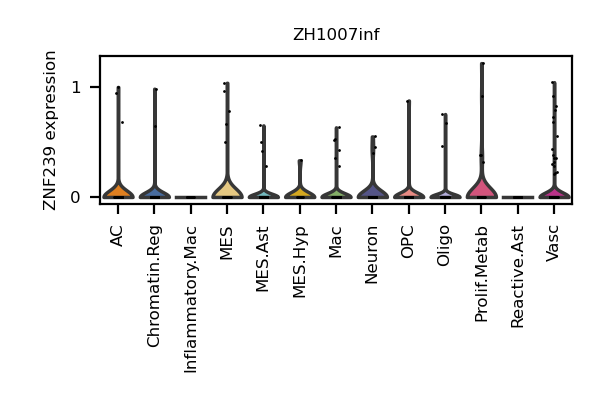 ZH1007inf
ZNF239 expression
1
0
AC
Chromatin.Reg
Inflammatory.Mac
MES
MES.Ast
MES.Hyp
Mac
Neuron
OPC
Oligo
Prolif.Metab
Reactive.Ast
Vasc